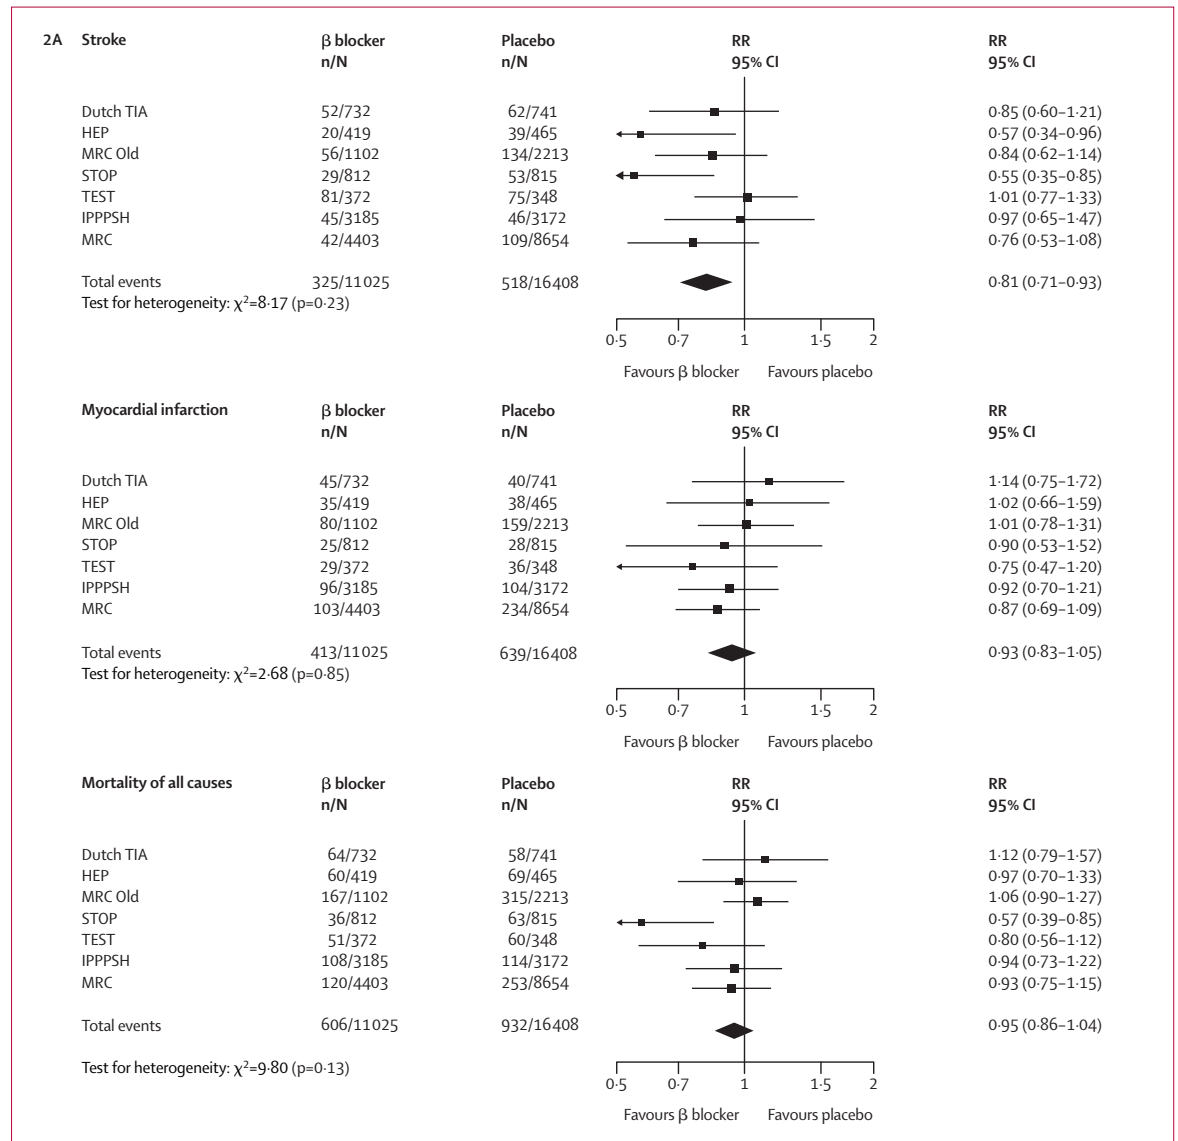 2A Stroke β blocker Placebo RR RR
n/N n/N 95% CI 95% CI
Dutch TIA 52/732 62/741 0·85 (0·60–1·21)
HEP 20/419 39/465 0·57 (0·34–0·96)
MRC Old 56/1102 134/2213 0·84 (0·62–1·14)
STOP 29/812 53/815 0·55 (0·35–0·85)
TEST 81/372 75/348 1·01 (0·77–1·33)
IPPPSH 45/3185 46/3172 0·97 (0·65–1·47)
MRC 42/4403 109/8654 0·76 (0·53–1·08)
Total events 325/11025 518/16408 0·81 (0·71–0·93)
Test for heterogeneity: χ²=8·17 (p=0·23)
0·5 0·7 1 1·5 2
Favours β blocker Favours placebo
Myocardial infarction β blocker Placebo RR RR
n/N n/N 95% CI 95% CI
Dutch TIA 45/732 40/741 1·14 (0·75–1·72)
HEP 35/419 38/465 1·02 (0·66–1·59)
MRC Old 80/1102 159/2213 1·01 (0·78–1·31)
STOP 25/812 28/815 0·90 (0·53–1·52)
TEST 29/372 36/348 0·75 (0·47–1·20)
IPPPSH 96/3185 104/3172 0·92 (0·70–1·21)
MRC 103/4403 234/8654 0·87 (0·69–1·09)
Total events 413/11025 639/16408 0·93 (0·83–1·05)
Test for heterogeneity: χ²=2·68 (p=0·85)
0·5 0·7 1 1·5 2
Favours β blocker Favours placebo
Mortality of all causes β blocker Placebo RR RR
n/N n/N 95% CI 95% CI
Dutch TIA 64/732 58/741 1·12 (0·79–1·57)
HEP 60/419 69/465 0·97 (0·70–1·33)
MRC Old 167/1102 315/2213 1·06 (0·90–1·27)
STOP 36/812 63/815 0·57 (0·39–0·85)
TEST 51/372 60/348 0·80 (0·56–1·12)
IPPPSH 108/3185 114/3172 0·94 (0·73–1·22)
MRC 120/4403 253/8654 0·93 (0·75–1·15)
Total events 606/11025 932/16408 0·95 (0·86–1·04)
Test for heterogeneity: χ²=9·80 (p=0·13)
0·5 0·7 1 1·5 2
Favours β blocker Favours placebo